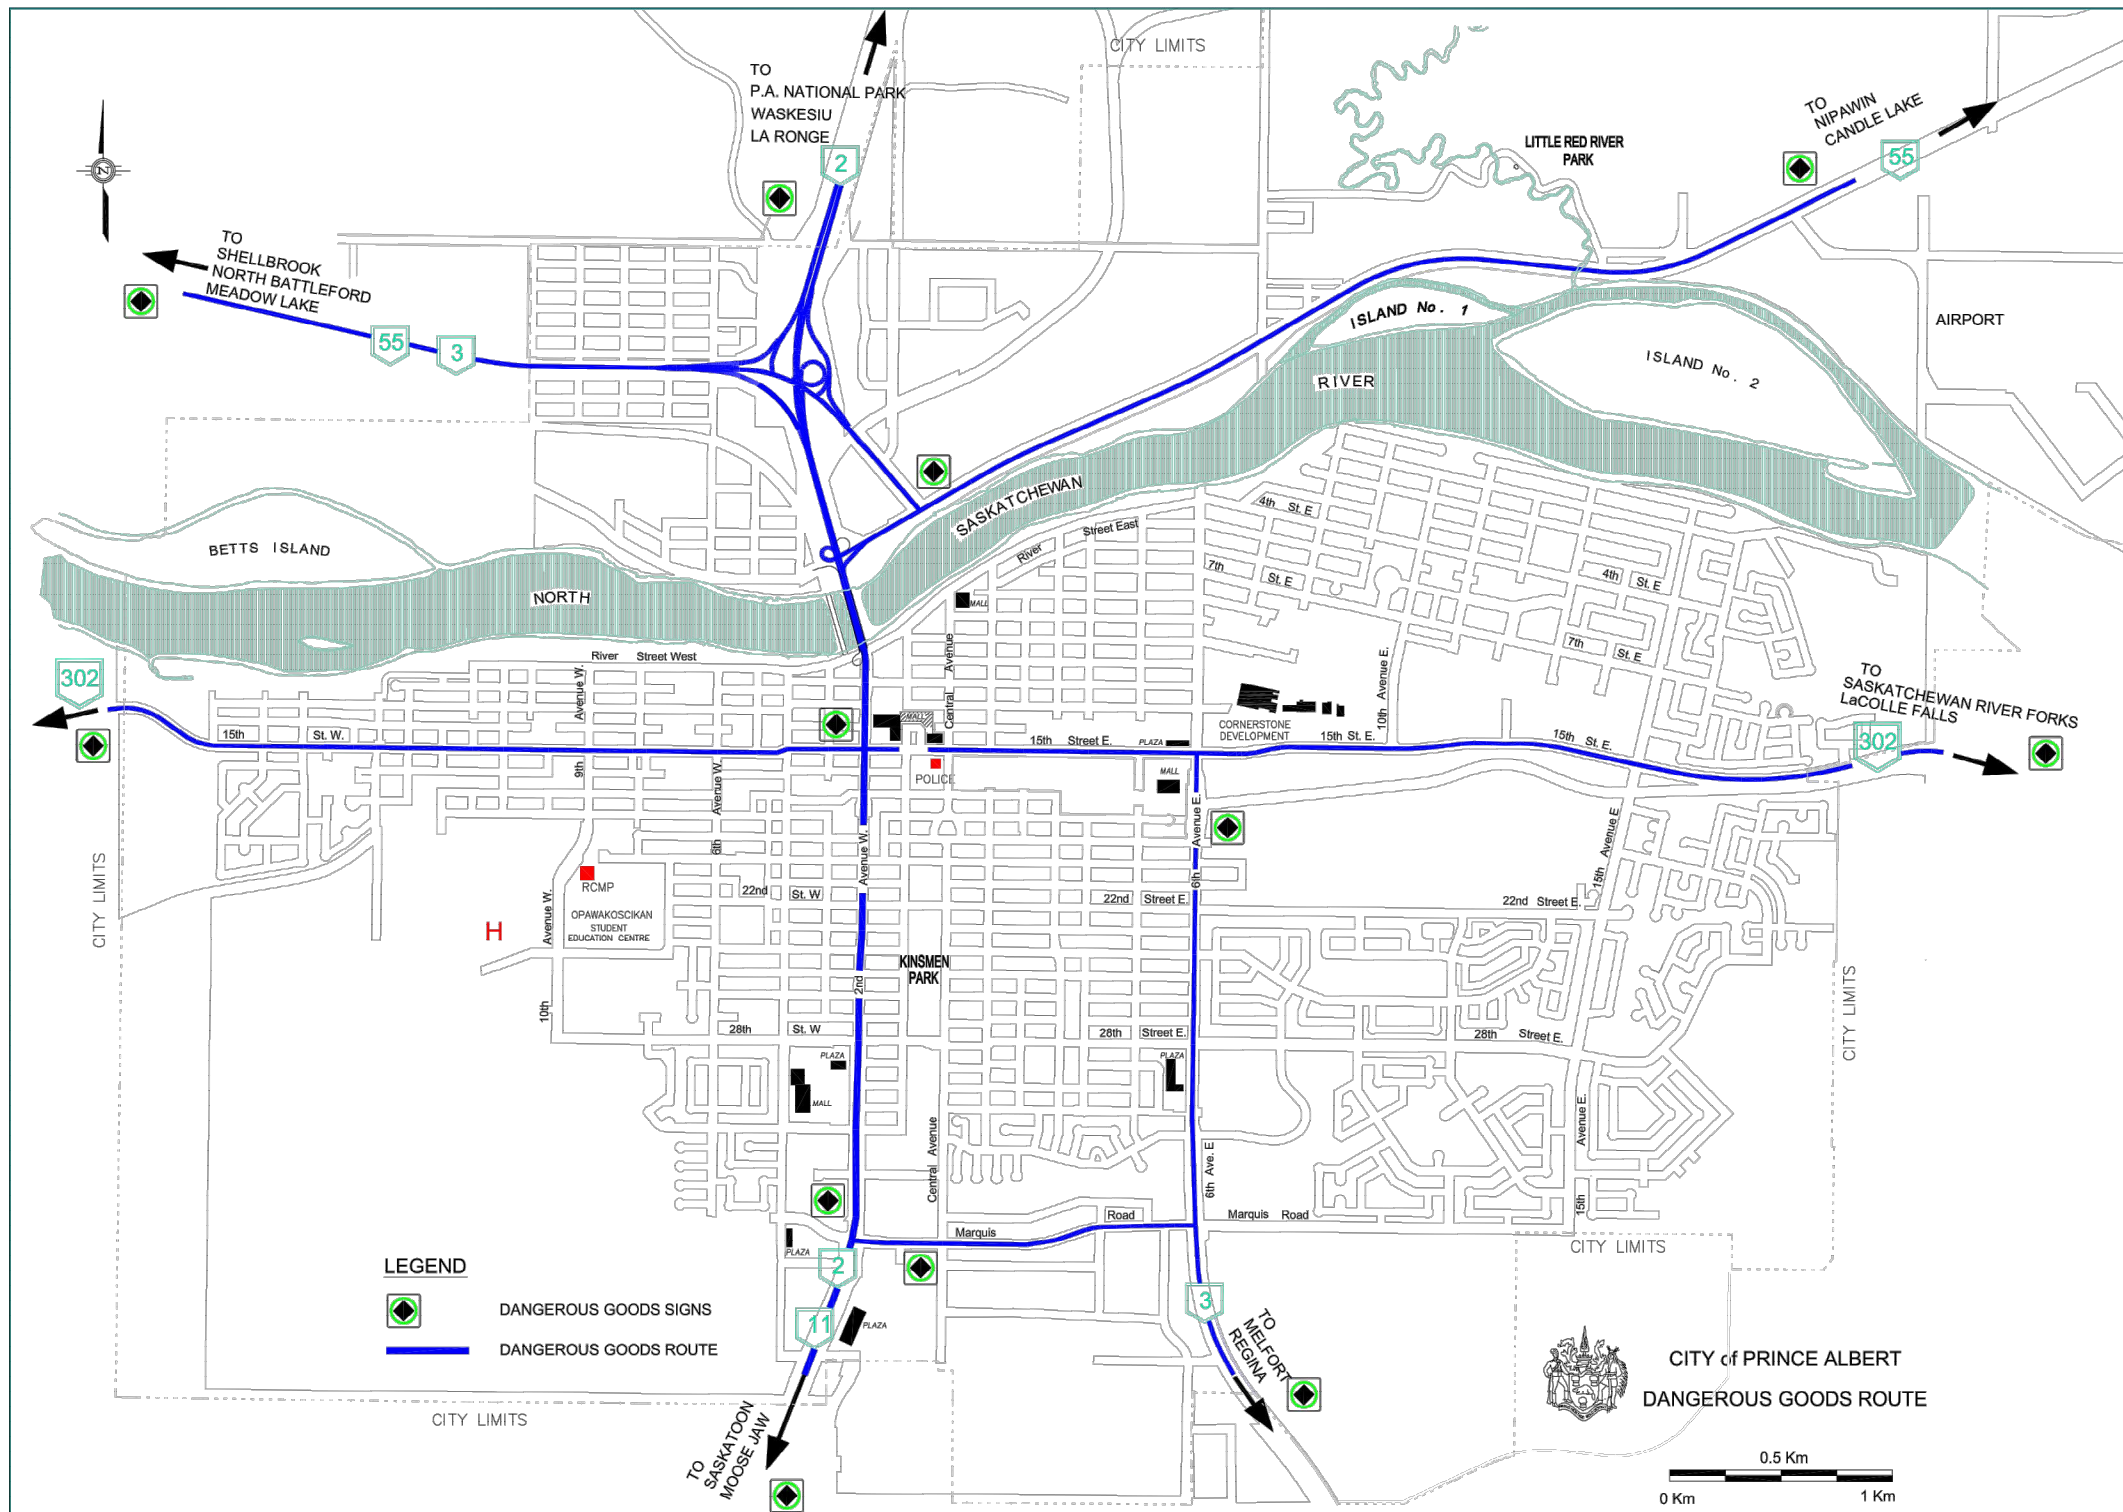 CITY LIMITS
TO
P.A. NATIONAL PARK
WASKESIU
LA RONGE
2
TO
NIPAWIN
CANDLE LAKE
55
LITTLE RED RIVER
PARK
N
TO
SHELLBROOK
NORTH BATTLEFORD
MEADOW LAKE
55
3
ISLAND No. 1
ISLAND No. 2
AIRPORT
RIVER
SASKATCHEWAN
NORTH
BETTS ISLAND
4th St. E
River Street East
7th St. E
4th St. E
7th St. E
MALL
River Street West
Avenue W.
Central Avenue
10th Avenue E.
302
TO
SASKATCHEWAN RIVER FORKS
LaCOLLE FALLS
302
CORNERSTONE
DEVELOPMENT
MALL
15th St. W.
15th Street E.
PLAZA
15th St. E.
15th St. E.
9th
6th Avenue W.
POLICE
MALL
6th Avenue E.
15th Avenue E
CITY LIMITS
RCMP
22nd St. W
22nd Street E.
22nd Street E.
OPAWAKOSCIKAN
STUDENT
EDUCATION CENTRE
H
10th Avenue W.
2nd Avenue W.
KINSMEN
PARK
CITY LIMITS
28th St. W
28th Street E.
28th Street E.
PLAZA
MALL
PLAZA
Central Avenue
6th Ave. E
15th Avenue E.
Marquis Road
Marquis Road
CITY LIMITS
PLAZA
2
11
PLAZA
3
TO
MELFORT
REGINA
LEGEND
DANGEROUS GOODS SIGNS
DANGEROUS GOODS ROUTE
CITY LIMITS
TO
SASKATOON
MOOSE JAW
CITY of PRINCE ALBERT
DANGEROUS GOODS ROUTE
0.5 Km
0 Km 1 Km